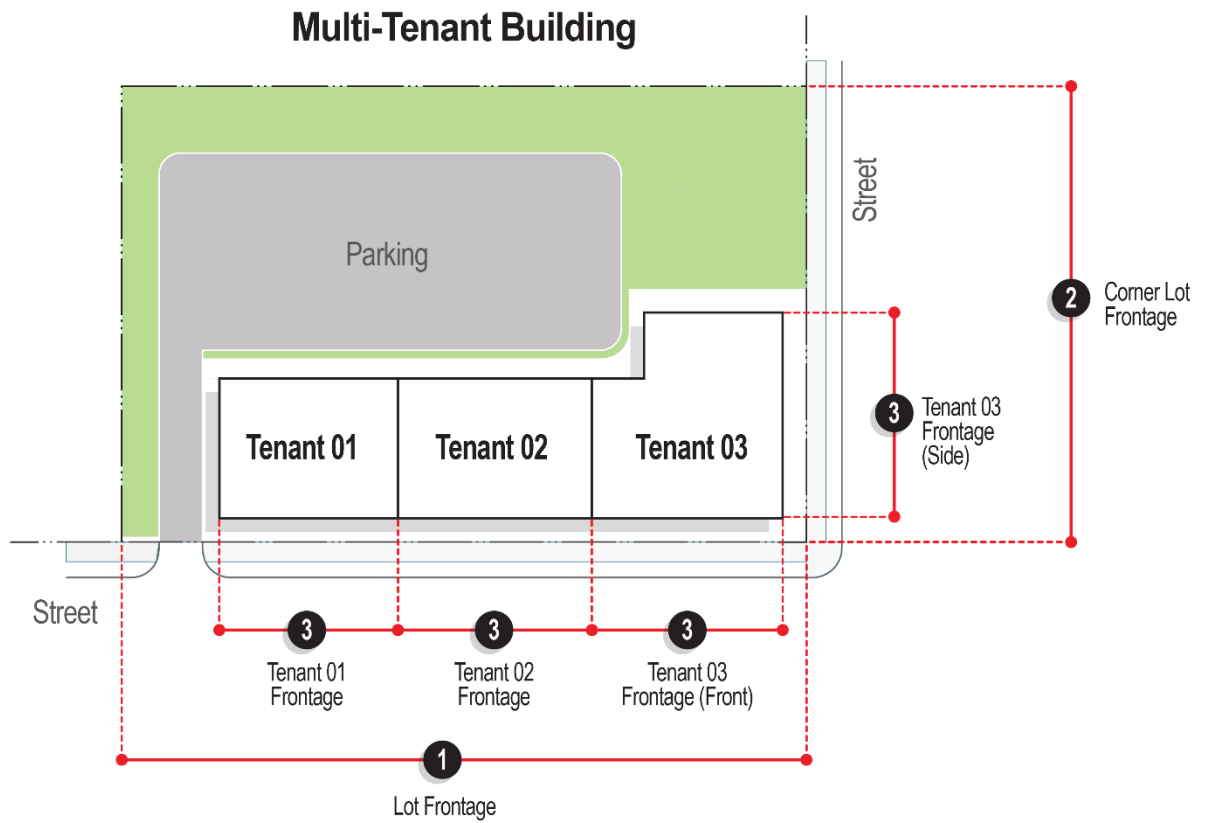 Multi-Tenant Building
Street
Parking
2
Corner Lot
Frontage
3
Tenant 03
Frontage
(Side)
Tenant 01
Tenant 02
Tenant 03
Street
3
3
3
Tenant 01
Frontage
Tenant 02
Frontage
Tenant 03
Frontage (Front)
1
Lot Frontage